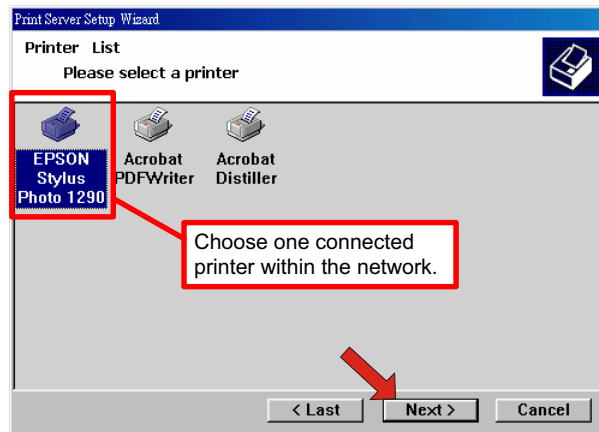 Print Server Setup Wizard
Printer List
Please select a printer
EPSON
Stylus
Photo 1290
Acrobat
PDFWriter
Acrobat
Distiller
Choose one connected
printer within the network.
< Last
Next >
Cancel